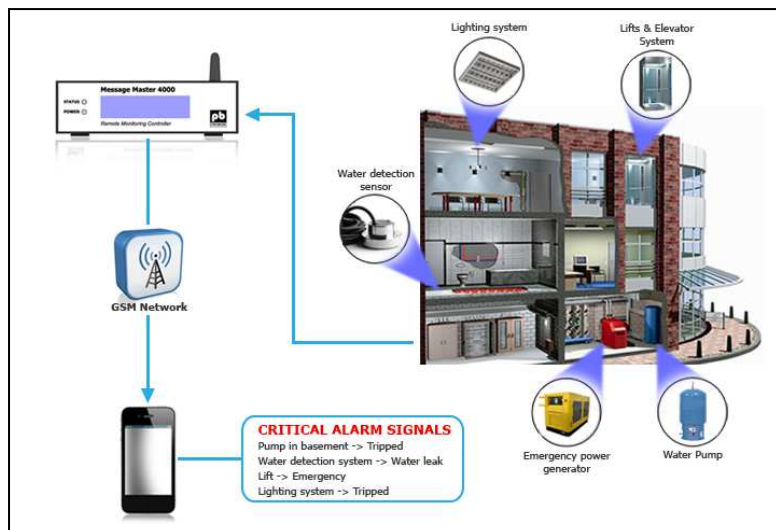 Lighting system
Lifts & Elevator
System
Message Master 4000
STATUS
POWER
pb
Remote Monitoring Controller
Water detection
sensor
GSM Network
CRITICAL ALARM SIGNALS
Pump in basement -> Tripped
Water detection system -> Water leak
Lift -> Emergency
Lighting system -> Tripped
Emergency power
generator
Water Pump